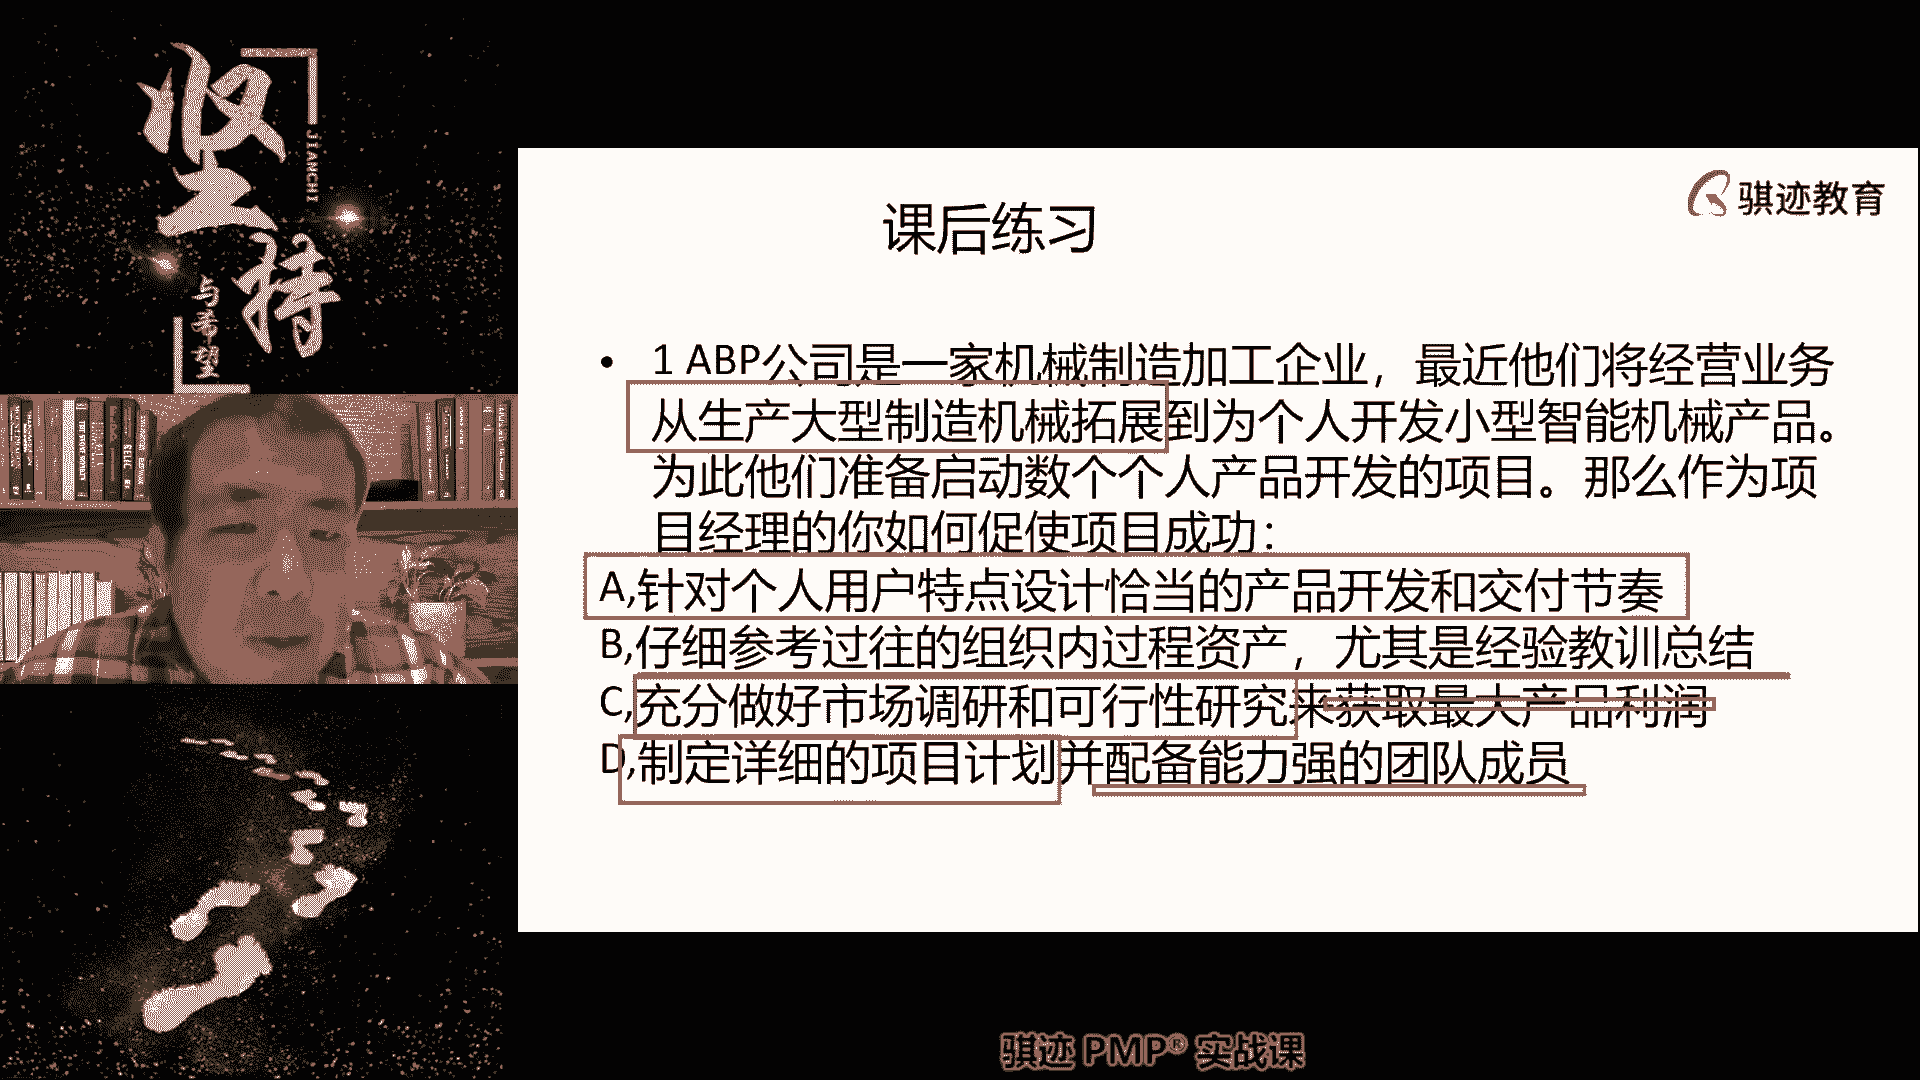 坚持
JIANCHI
与希望
骐迹教育
课后练习
• 1 ABP公司是一家机械制造加工企业，最近他们将经营业务
从生产大型制造机械拓展到为个人开发小型智能机械产品。
为此他们准备启动数个个人产品开发的项目。那么作为项
目经理的你如何促使项目成功：
A,针对个人用户特点设计恰当的产品开发和交付节奏
B,仔细参考过往的组织内过程资产，尤其是经验教训总结
C,充分做好市场调研和可行性研究来获取最大产品利润
D,制定详细的项目计划并配备能力强的团队成员
骐迹 PMP® 实战课